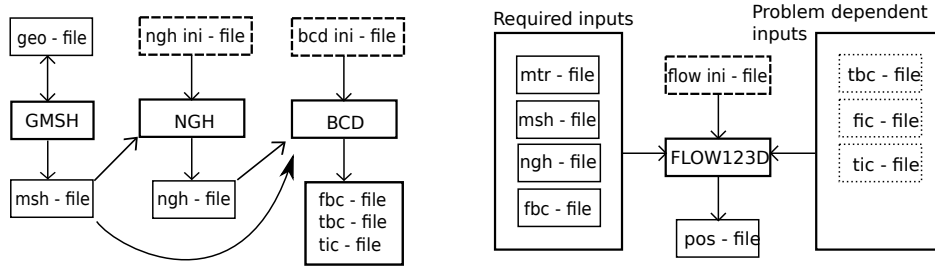 geo - file
ngh ini - file
bcd ini - file
GMSH
NGH
BCD
msh - file
ngh - file
fbc - file
tbc - file
tic - file
Required inputs
mtr - file
msh - file
ngh - file
fbc - file
flow ini - file
FLOW123D
pos - file
Problem dependent
inputs
tbc - file
fic - file
tic - file